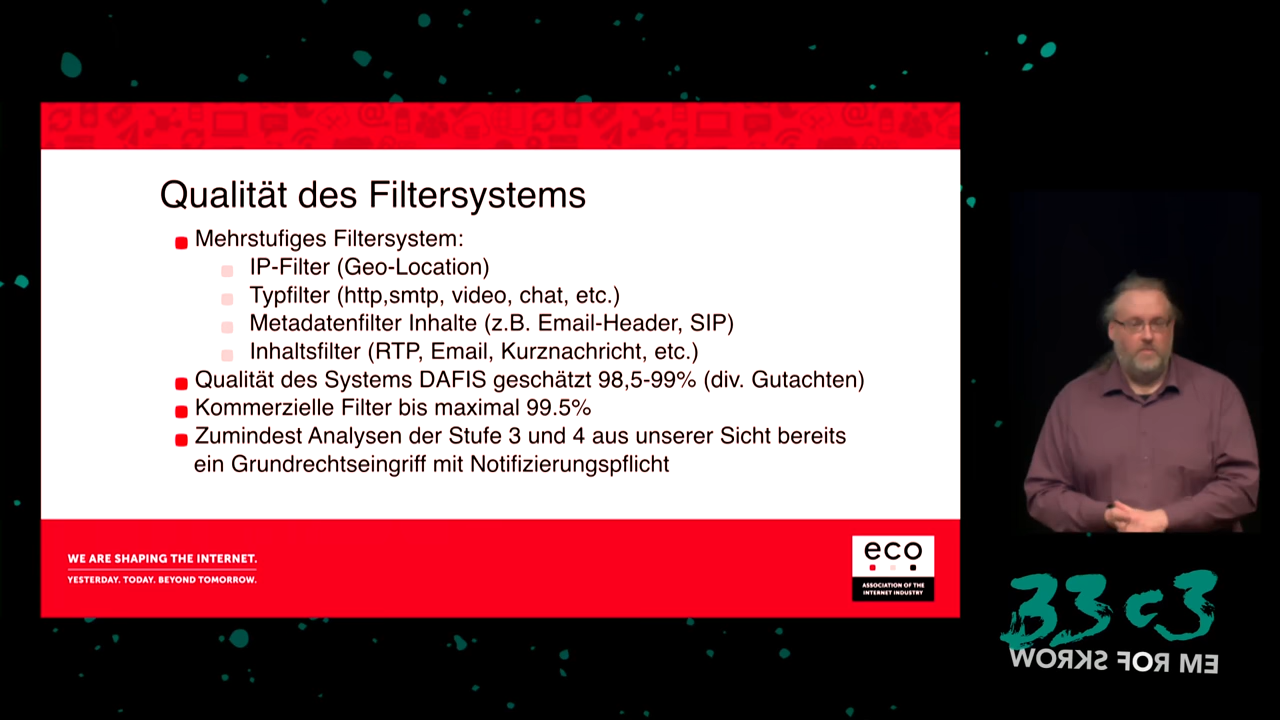 Qualität des Filtersystems
Mehrstufiges Filtersystem:
IP-Filter (Geo-Location)
Typfilter (http,smtp, video, chat, etc.)
Metadatenfilter Inhalte (z.B. Email-Header, SIP)
Inhaltsfilter (RTP, Email, Kurznachricht, etc.)
Qualität des Systems DAFIS geschätzt 98,5-99% (div. Gutachten)
Kommerzielle Filter bis maximal 99.5%
Zumindest Analysen der Stufe 3 und 4 aus unserer Sicht bereits
ein Grundrechtseingriff mit Notifizierungspflicht
WE ARE SHAPING THE INTERNET.
YESTERDAY. TODAY. BEYOND TOMORROW.
eco
ASSOCIATION OF THE
INTERNET INDUSTRY
33c3
WORKS FOR ME